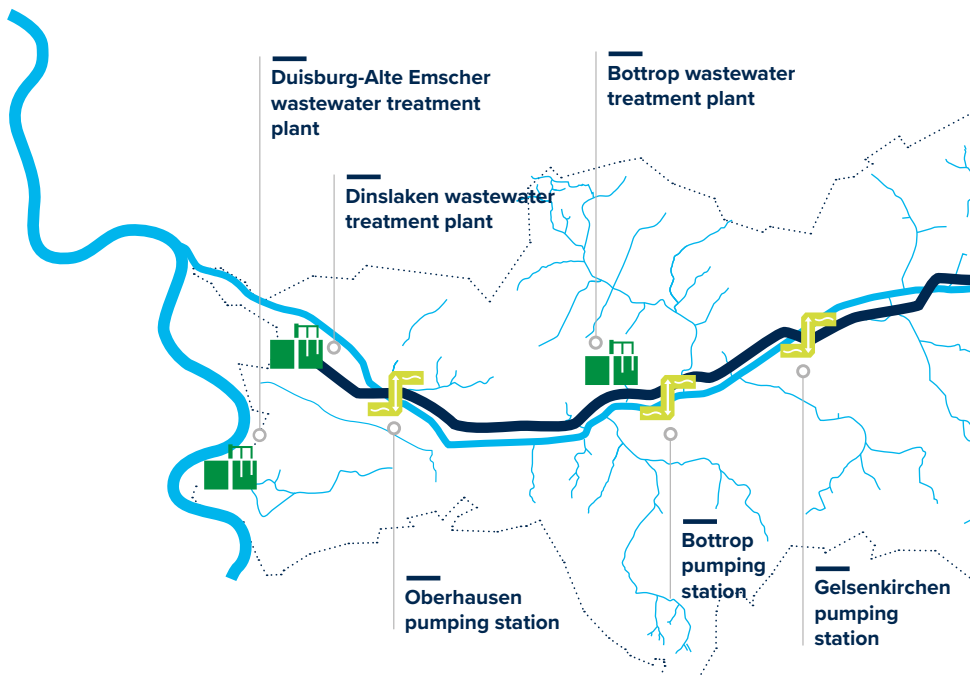 Duisburg-Alte Emscher
wastewater treatment
plant
Bottrop wastewater
treatment plant
Dinslaken wastewater
treatment plant
Bottrop
pumping
station
Oberhausen
pumping station
Gelsenkirchen
pumping
station